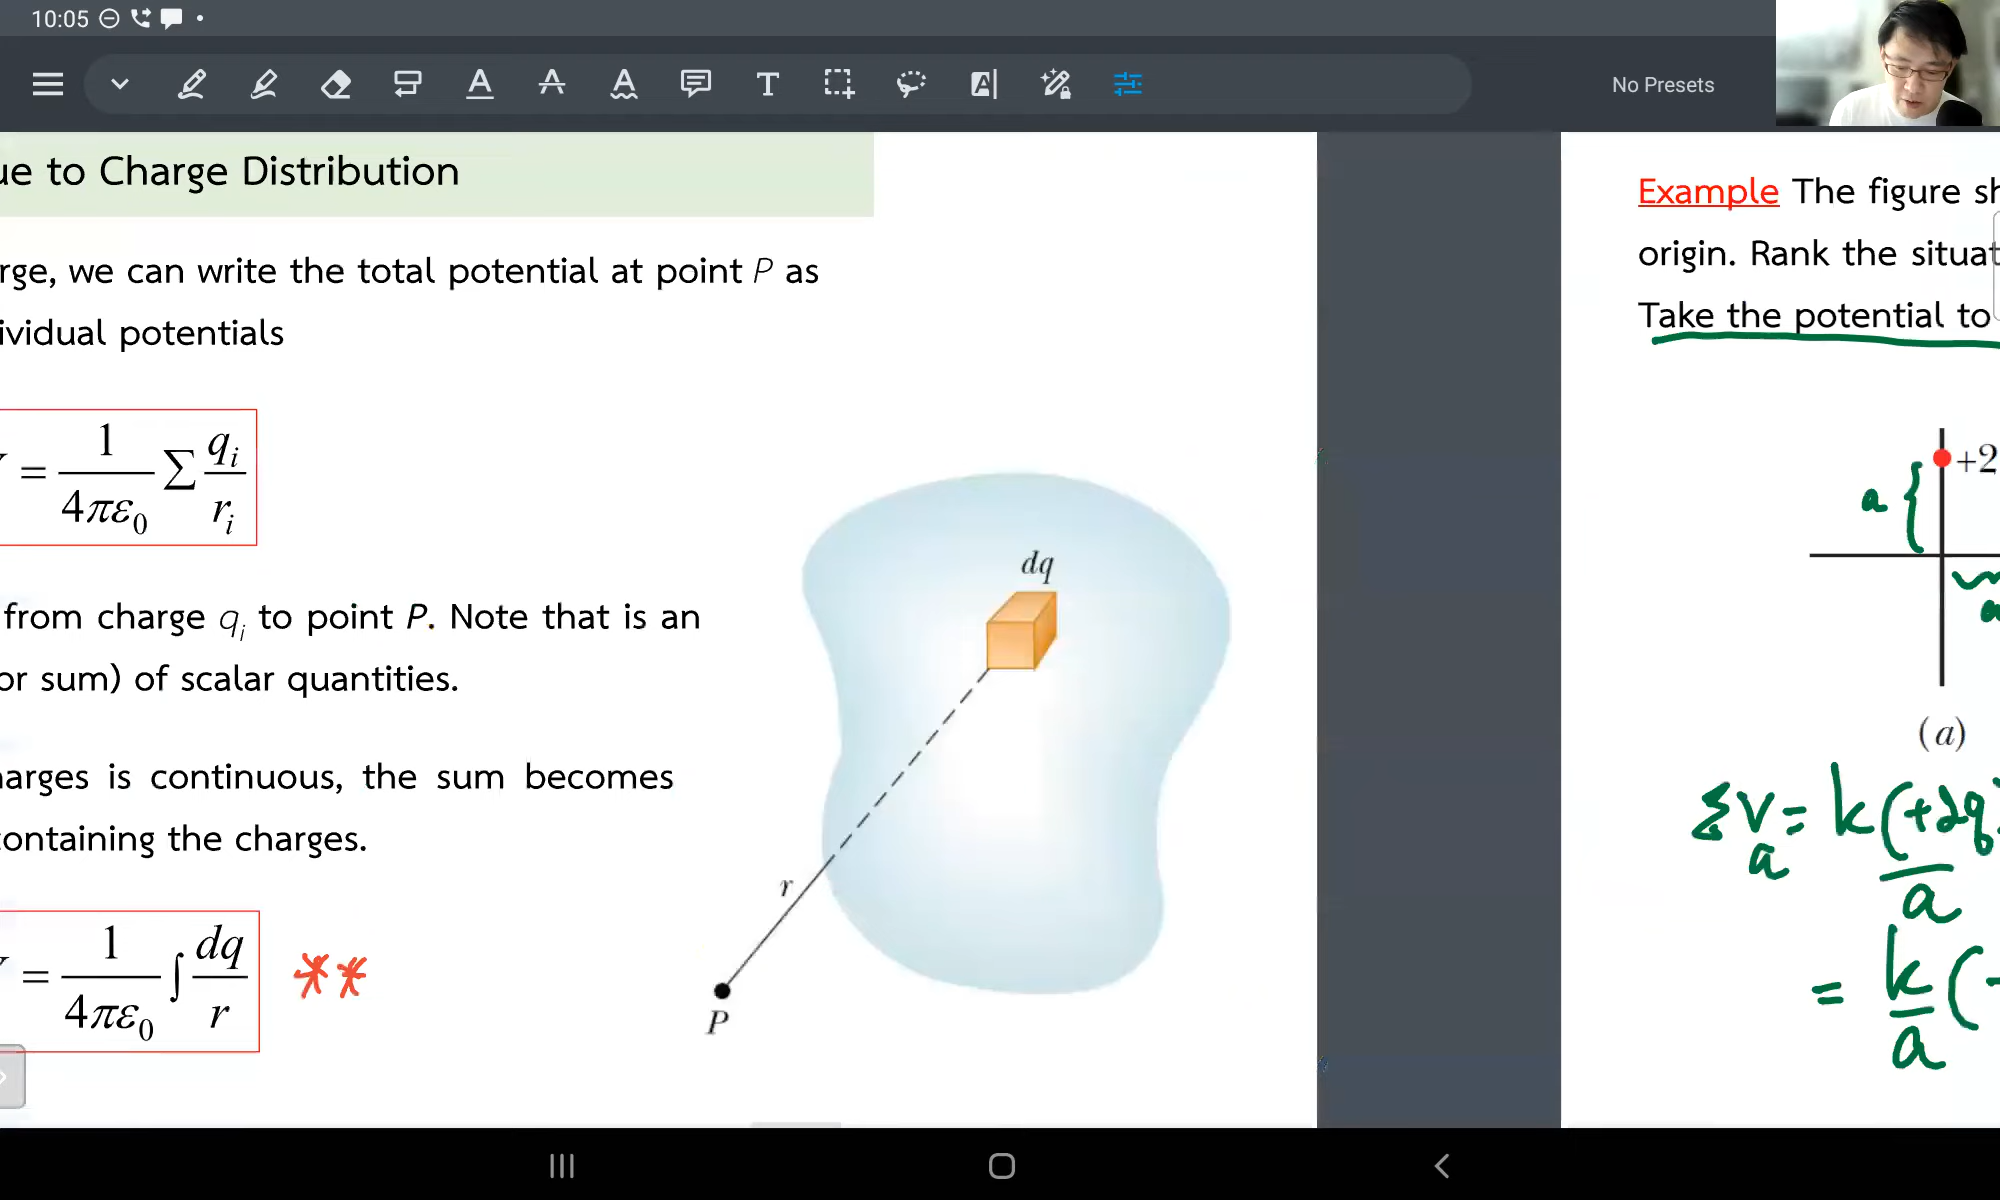 10:05
No Presets
ue to Charge Distribution
rge, we can write the total potential at point P as
ividual potentials
= 1 / 4πε₀ Σ qᵢ / rᵢ
from charge qᵢ to point P. Note that is an
or sum) of scalar quantities.
harges is continuous, the sum becomes
containing the charges.
= 1 / 4πε₀ ∫ dq / r **
dq
r
P
Example The figure sh
origin. Rank the situat
Take the potential to
+2
a
a
(a)
ΣVₐ = k(+2q) / a
= k / a (